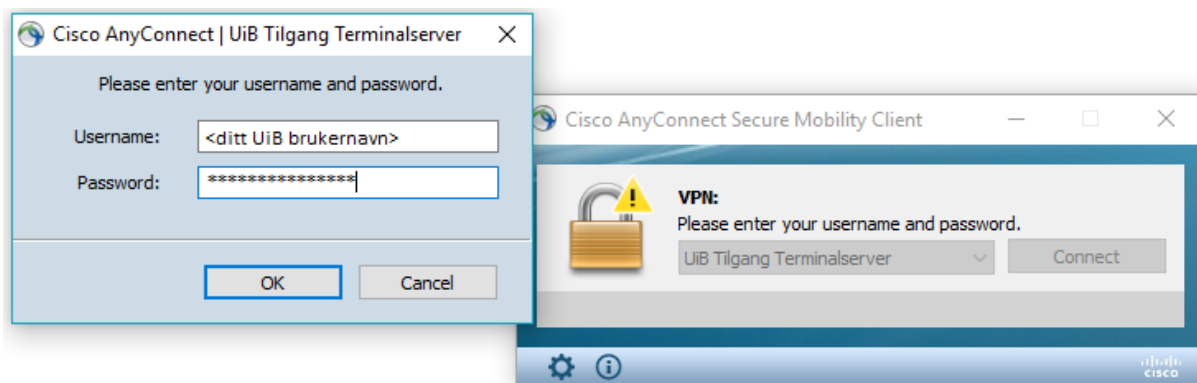 Cisco AnyConnect | UiB Tilgang Terminalserver
Please enter your username and password.
Username:
<ditt UiB brukernavn>
Password:
***************
OK
Cancel
Cisco AnyConnect Secure Mobility Client
VPN:
Please enter your username and password.
UiB Tilgang Terminalserver
Connect
cisco